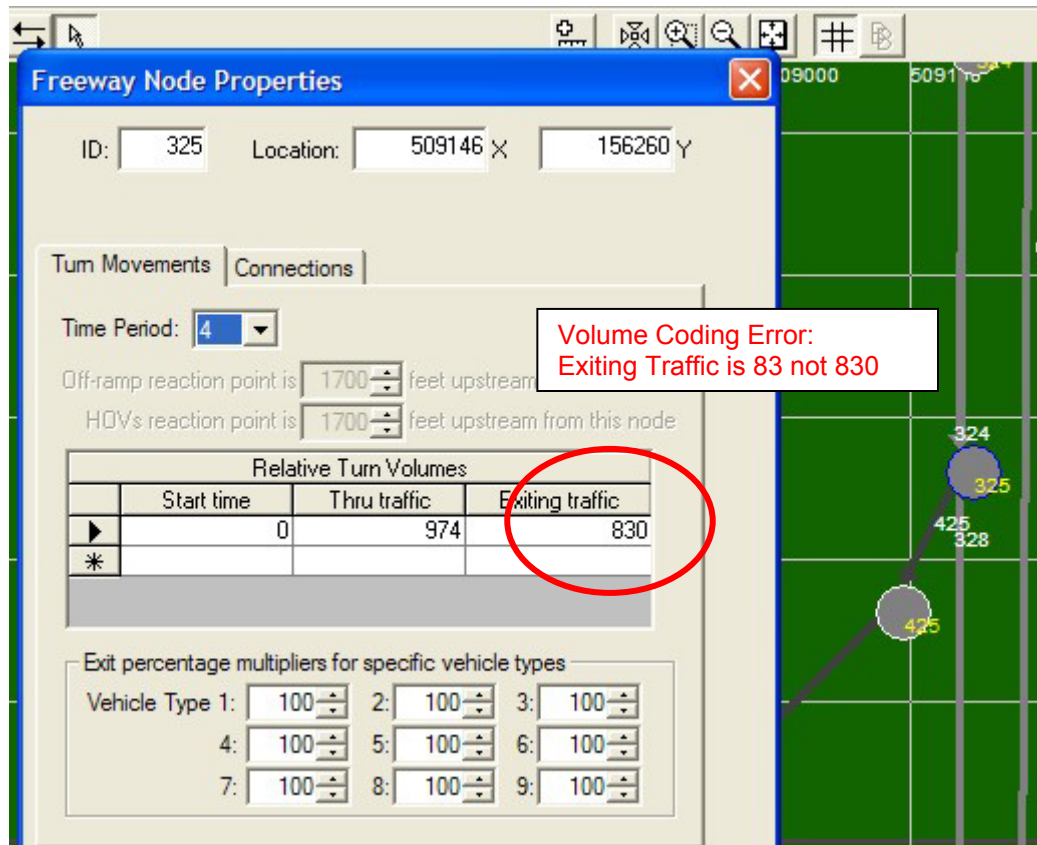 Freeway Node Properties
09000
ID: 325 Location: 509146 X 156260 Y
Turn Movements Connections
Time Period: 4
Volume Coding Error:
Exiting Traffic is 83 not 830
Off-ramp reaction point is 1700 feet upstream
HOVs reaction point is 1700 feet upstream from this node
Relative Turn Volumes
Start time Thru traffic Exiting traffic
0 974 830
324
325
425
328
425
Exit percentage multipliers for specific vehicle types
Vehicle Type 1: 100 2: 100 3: 100
4: 100 5: 100 6: 100
7: 100 8: 100 9: 100